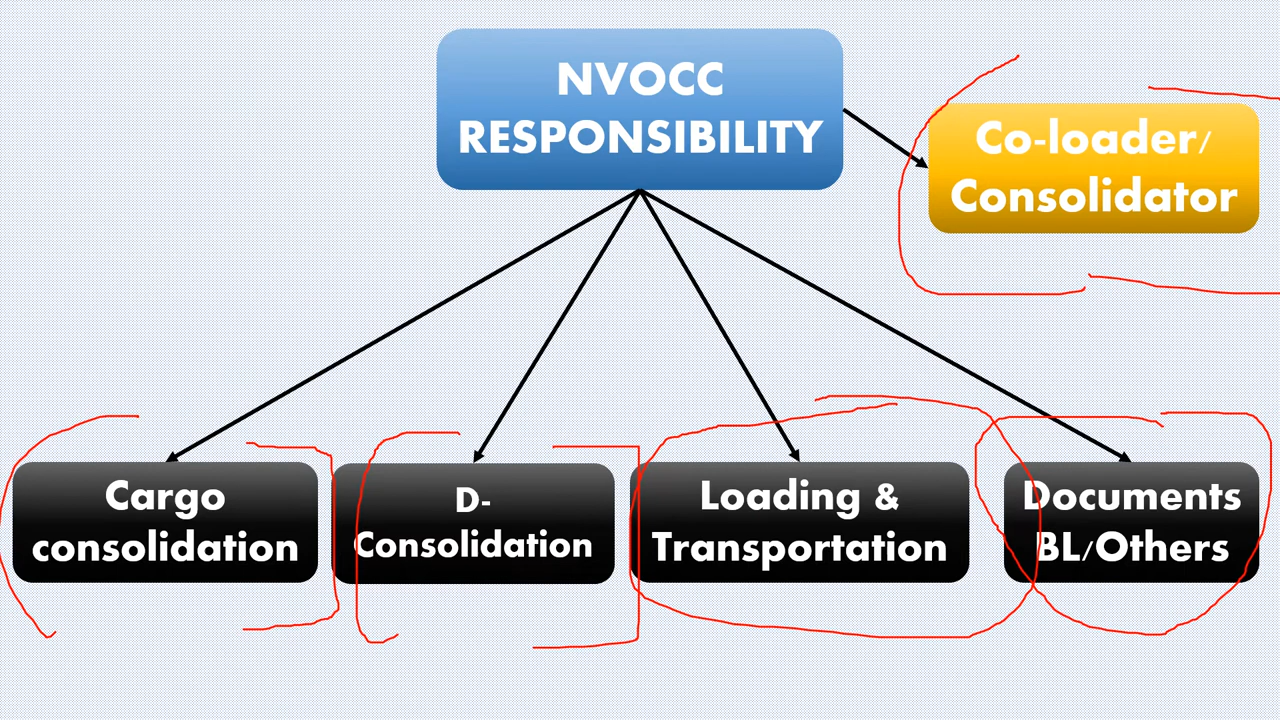 NVOCC
RESPONSIBILITY
Co-loader/
Consolidator
Cargo
consolidation
D-
Consolidation
Loading &
Transportation
Documents
BL/Others